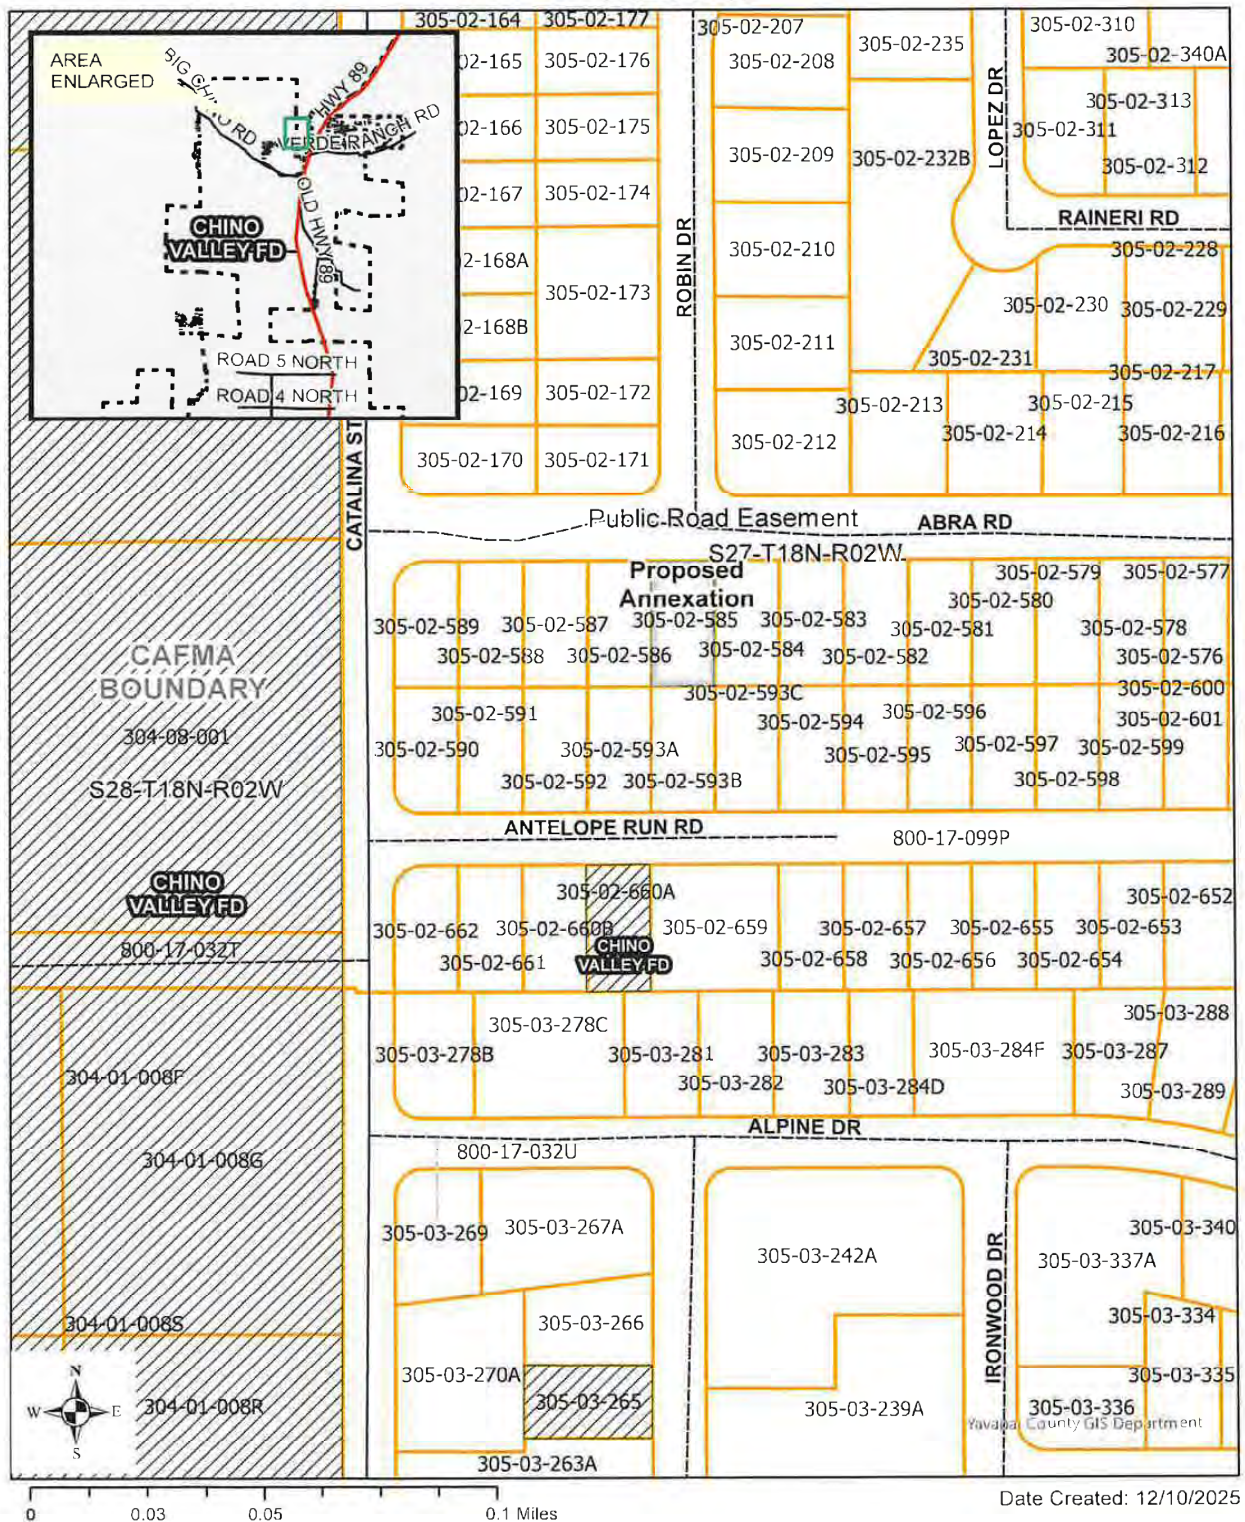 305-02-164
305-02-177
305-02-207
305-02-235
305-02-310
305-02-340A
AREA
ENLARGED
HWY 89
VERDE RANCH RD
OLD HWY 89
CHINO
VALLEY FD
ROAD 5 NORTH
ROAD 4 NORTH
02-165
305-02-176
305-02-208
305-02-313
02-166
305-02-175
305-02-311
LOPEZ DR
305-02-209
305-02-232B
305-02-312
02-167
305-02-174
RAINERI RD
ROBIN DR
305-02-210
305-02-228
2-168A
305-02-173
305-02-230
305-02-229
2-168B
305-02-211
305-02-231
305-02-217
02-169
305-02-172
305-02-213
305-02-215
305-02-212
305-02-214
305-02-216
CATALINA ST
305-02-170
305-02-171
Public Road Easement
ABRA RD
S27-T18N-R02W
Proposed
Annexation
305-02-579
305-02-577
305-02-580
305-02-589
305-02-587
305-02-585
305-02-583
305-02-581
305-02-578
305-02-588
305-02-586
305-02-584
305-02-582
305-02-576
CAFMA
BOUNDARY
305-02-593C
305-02-600
305-02-591
305-02-594
305-02-596
305-02-601
304-08-001
305-02-590
305-02-593A
305-02-595
305-02-597
305-02-599
S28-T18N-R02W
305-02-592
305-02-593B
305-02-598
ANTELOPE RUN RD
800-17-099P
CHINO
VALLEY FD
305-02-660A
305-02-652
305-02-662
305-02-660B
305-02-659
305-02-657
305-02-655
305-02-653
800-17-032T
CHINO
VALLEY FD
305-02-661
305-02-658
305-02-656
305-02-654
305-03-278C
305-03-288
305-03-278B
305-03-281
305-03-283
305-03-284F
305-03-287
304-01-008F
305-03-282
305-03-284D
305-03-289
ALPINE DR
304-01-008G
800-17-032U
305-03-269
305-03-267A
305-03-242A
IRONWOOD DR
305-03-340
305-03-337A
304-01-008S
305-03-266
305-03-334
305-03-270A
305-03-335
N
W
E
S
304-01-008R
305-03-265
305-03-239A
305-03-336
Yavapai County GIS Department
305-03-263A
0
0.03
0.05
0.1 Miles
Date Created: 12/10/2025